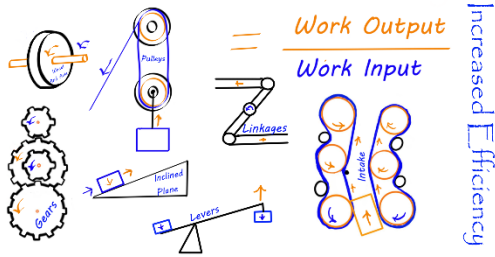 Work Output
=
Work Input
Increased Efficiency
Pulleys
Linkages
Inclined
Plane
Levers
Gears
Intake